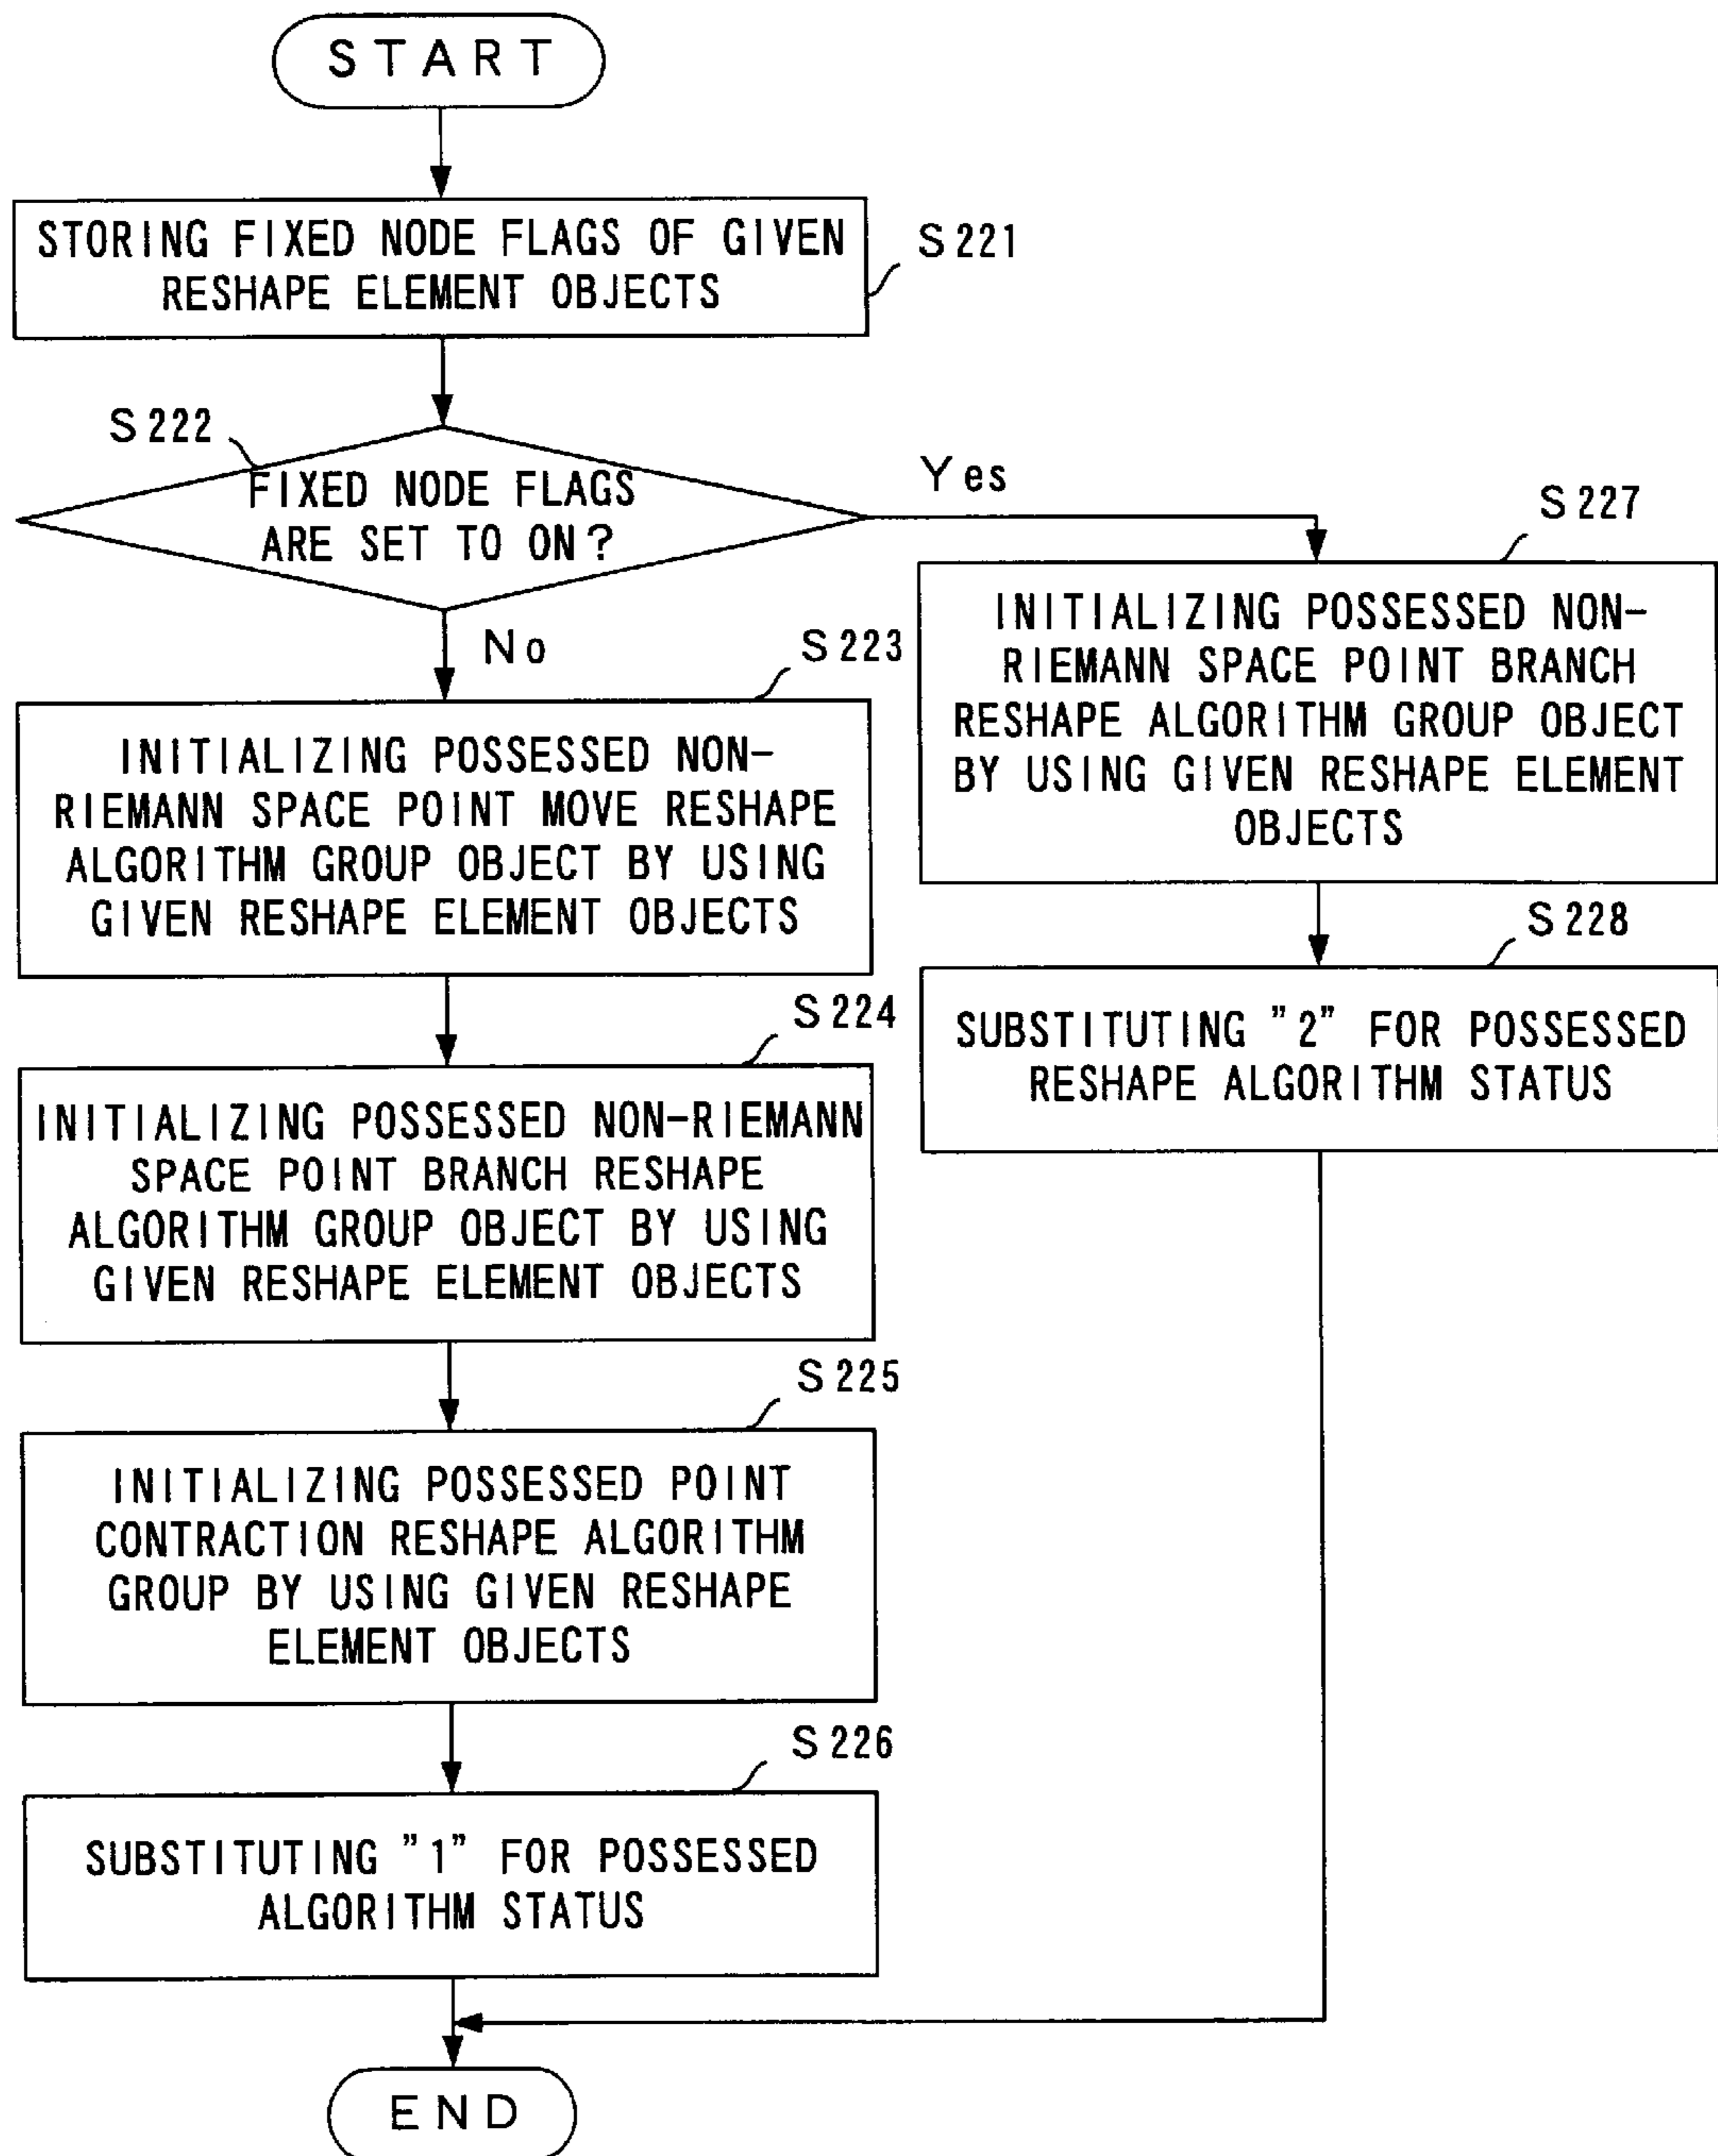 START
STORING FIXED NODE FLAGS OF GIVEN
RESHAPE ELEMENT OBJECTS
S221
S222
FIXED NODE FLAGS
ARE SET TO ON?
Yes
No
S223
INITIALIZING POSSESSED NON-
RIEMANN SPACE POINT MOVE RESHAPE
ALGORITHM GROUP OBJECT BY USING
GIVEN RESHAPE ELEMENT OBJECTS
S224
INITIALIZING POSSESSED NON-RIEMANN
SPACE POINT BRANCH RESHAPE
ALGORITHM GROUP OBJECT BY USING
GIVEN RESHAPE ELEMENT OBJECTS
S225
INITIALIZING POSSESSED POINT
CONTRACTION RESHAPE ALGORITHM
GROUP BY USING GIVEN RESHAPE
ELEMENT OBJECTS
S226
SUBSTITUTING "1" FOR POSSESSED
ALGORITHM STATUS
S227
INITIALIZING POSSESSED NON-
RIEMANN SPACE POINT BRANCH
RESHAPE ALGORITHM GROUP OBJECT
BY USING GIVEN RESHAPE ELEMENT
OBJECTS
S228
SUBSTITUTING "2" FOR POSSESSED
RESHAPE ALGORITHM STATUS
END